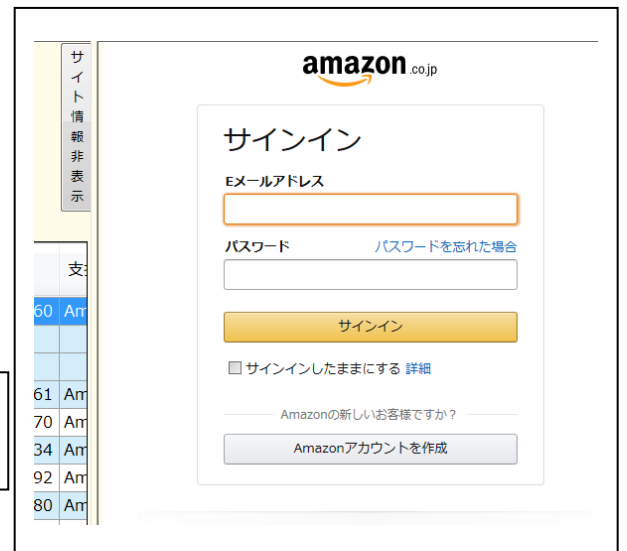 サイト情報非表示
支
60 Am
61 Am
70 Am
34 Am
92 Am
80 Am
amazon.co.jp
サインイン
Eメールアドレス
パスワード パスワードを忘れた場合
サインイン
サインインしたままにする 詳細
Amazonの新しいお客様ですか？
Amazonアカウントを作成